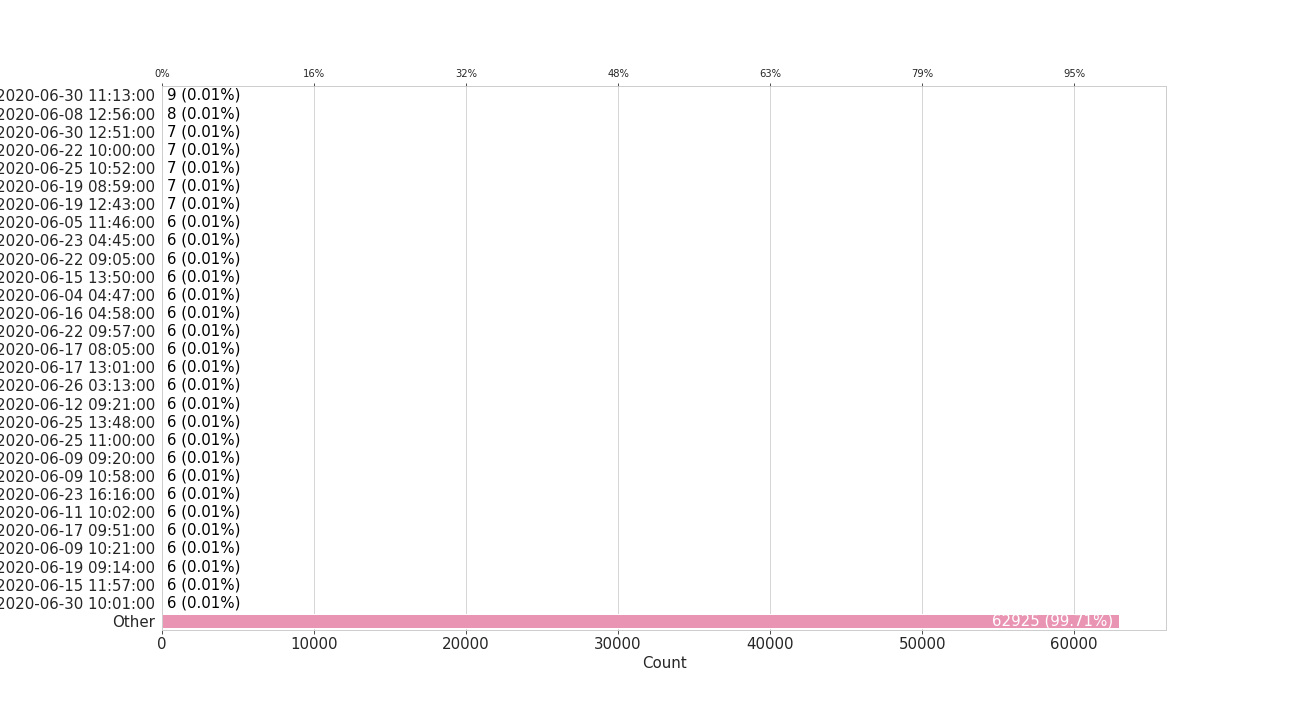 0% 16% 32% 48% 63% 79% 95%
2020-06-30 11:13:00 9 (0.01%)
2020-06-08 12:56:00 8 (0.01%)
2020-06-30 12:51:00 7 (0.01%)
2020-06-22 10:00:00 7 (0.01%)
2020-06-25 10:52:00 7 (0.01%)
2020-06-19 08:59:00 7 (0.01%)
2020-06-19 12:43:00 7 (0.01%)
2020-06-05 11:46:00 6 (0.01%)
2020-06-23 04:45:00 6 (0.01%)
2020-06-22 09:05:00 6 (0.01%)
2020-06-15 13:50:00 6 (0.01%)
2020-06-04 04:47:00 6 (0.01%)
2020-06-16 04:58:00 6 (0.01%)
2020-06-22 09:57:00 6 (0.01%)
2020-06-17 08:05:00 6 (0.01%)
2020-06-17 13:01:00 6 (0.01%)
2020-06-26 03:13:00 6 (0.01%)
2020-06-12 09:21:00 6 (0.01%)
2020-06-25 13:48:00 6 (0.01%)
2020-06-25 11:00:00 6 (0.01%)
2020-06-09 09:20:00 6 (0.01%)
2020-06-09 10:58:00 6 (0.01%)
2020-06-23 16:16:00 6 (0.01%)
2020-06-11 10:02:00 6 (0.01%)
2020-06-17 09:51:00 6 (0.01%)
2020-06-09 10:21:00 6 (0.01%)
2020-06-19 09:14:00 6 (0.01%)
2020-06-15 11:57:00 6 (0.01%)
2020-06-30 10:01:00 6 (0.01%)
Other 62925 (99.71%)
0 10000 20000 30000 40000 50000 60000
Count